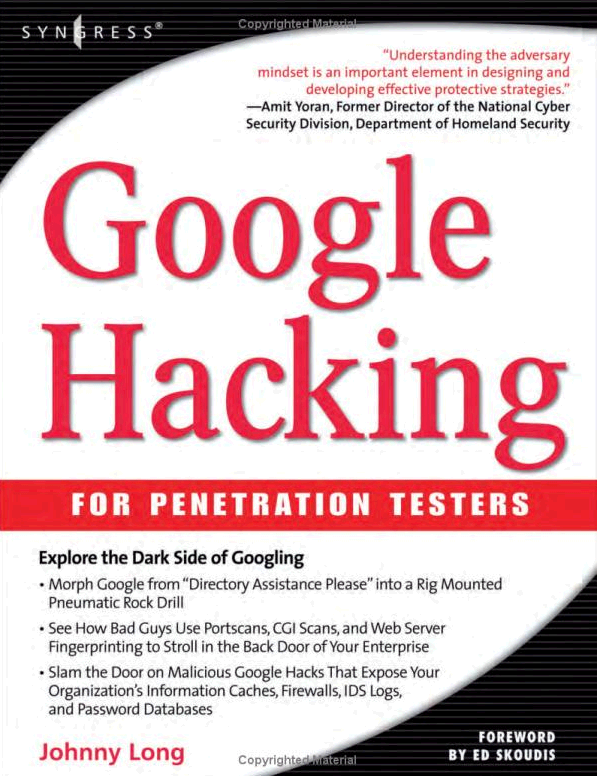 Copyrighted Material
SYNGRESS®
“Understanding the adversary
mindset is an important element in designing and
developing effective protective strategies.”
—Amit Yoran, Former Director of the National Cyber
Security Division, Department of Homeland Security
Google
Hacking
FOR PENETRATION TESTERS
Explore the Dark Side of Googling
• Morph Google from “Directory Assistance Please” into a Rig Mounted
Pneumatic Rock Drill
• See How Bad Guys Use Portscans, CGI Scans, and Web Server
Fingerprinting to Stroll in the Back Door of Your Enterprise
• Slam the Door on Malicious Google Hacks That Expose Your
Organization’s Information Caches, Firewalls, IDS Logs,
and Password Databases
Johnny Long
FOREWORD
BY ED SKOUDIS
Copyrighted Material